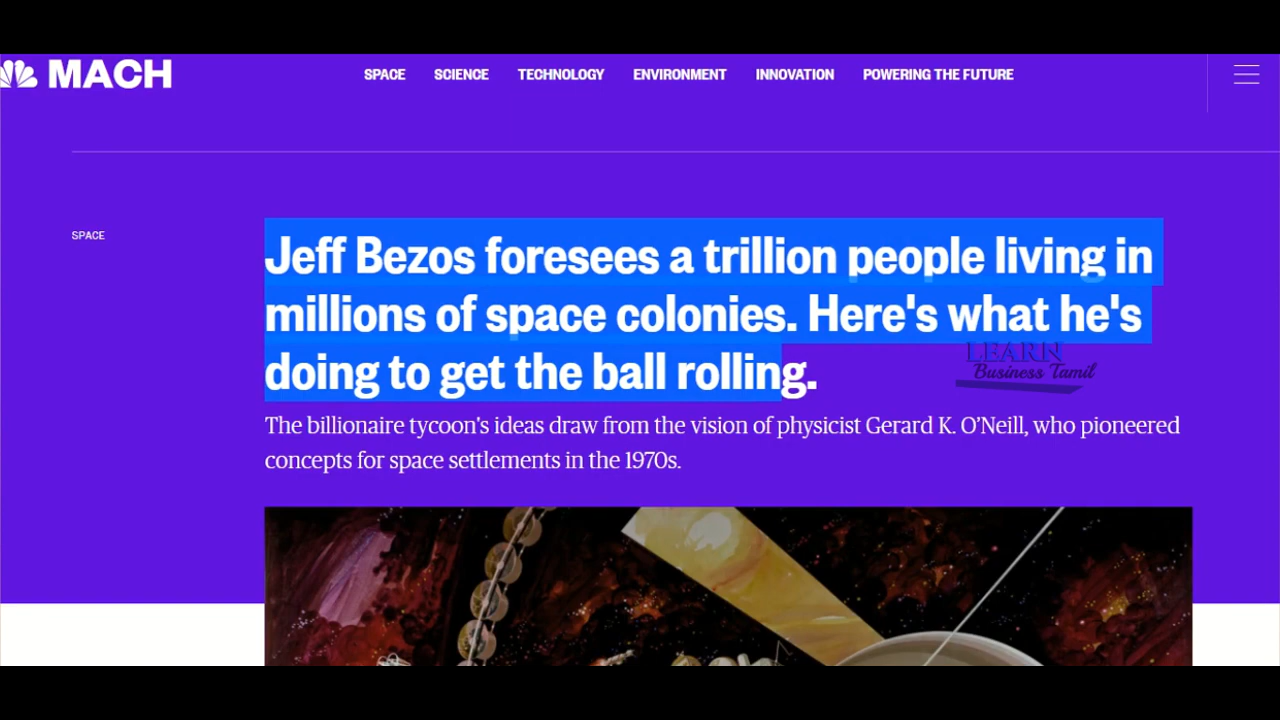 MACH
SPACE SCIENCE TECHNOLOGY ENVIRONMENT INNOVATION POWERING THE FUTURE
SPACE
Jeff Bezos foresees a trillion people living in
millions of space colonies. Here's what he's
doing to get the ball rolling.
LEARN
Business Tamil
The billionaire tycoon's ideas draw from the vision of physicist Gerard K. O’Neill, who pioneered
concepts for space settlements in the 1970s.